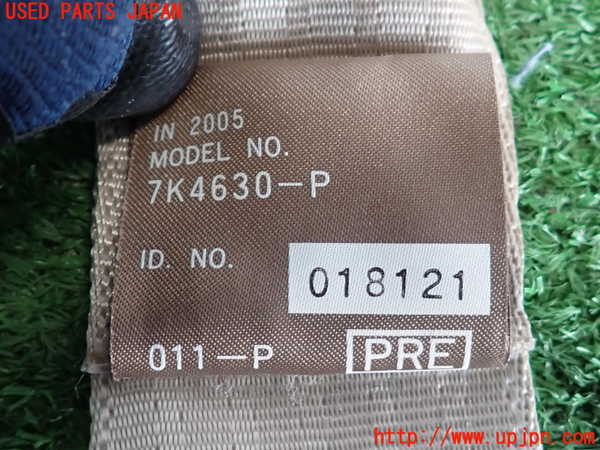 USED PARTS JAPAN
IN 2005
MODEL NO.
7K4630-P
ID. NO.
018121
011-P
PRE
http://www.upjpn.com